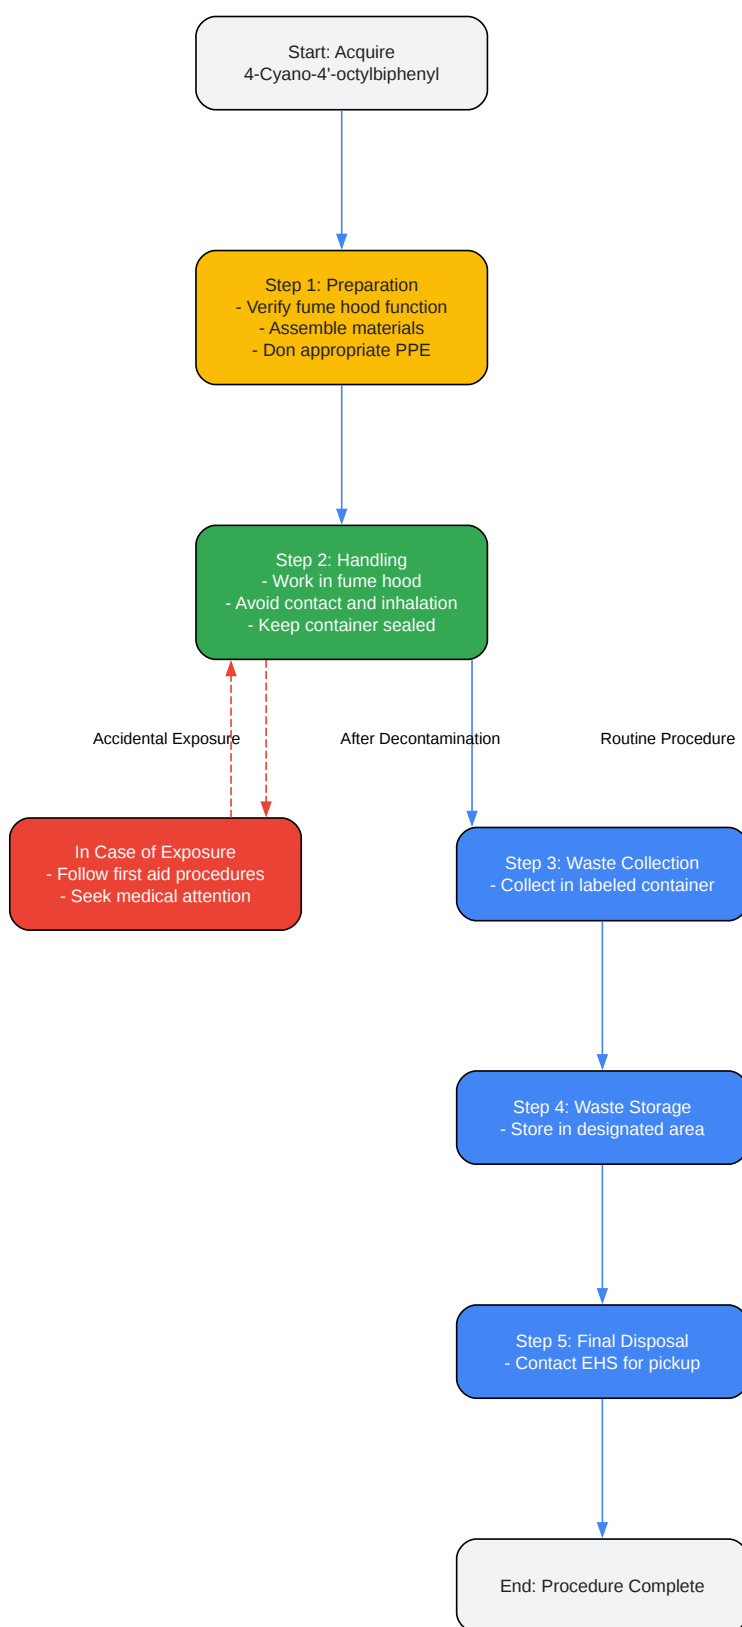 Start: Acquire
4-Cyano-4'-octylbiphenyl
Step 1: Preparation
- Verify fume hood function
- Assemble materials
- Don appropriate PPE
Step 2: Handling
- Work in fume hood
- Avoid contact and inhalation
- Keep container sealed
Accidental Exposure
After Decontamination
Routine Procedure
In Case of Exposure
- Follow first aid procedures
- Seek medical attention
Step 3: Waste Collection
- Collect in labeled container
Step 4: Waste Storage
- Store in designated area
Step 5: Final Disposal
- Contact EHS for pickup
End: Procedure Complete